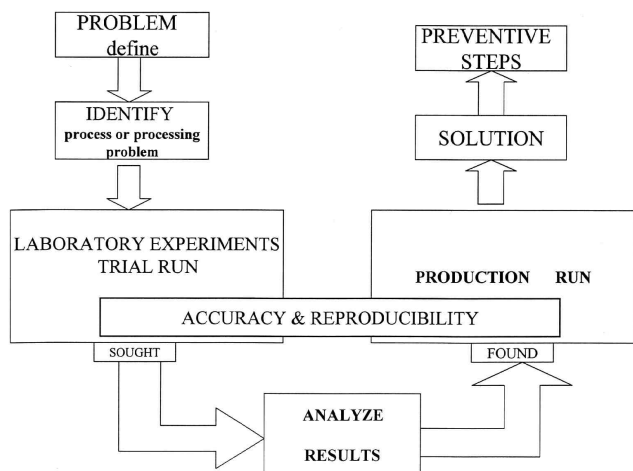 PROBLEM
define
IDENTIFY
process or processing
problem
LABORATORY EXPERIMENTS
TRIAL RUN
ACCURACY & REPRODUCIBILITY
SOUGHT
ANALYZE
RESULTS
FOUND
PRODUCTION RUN
SOLUTION
PREVENTIVE
STEPS